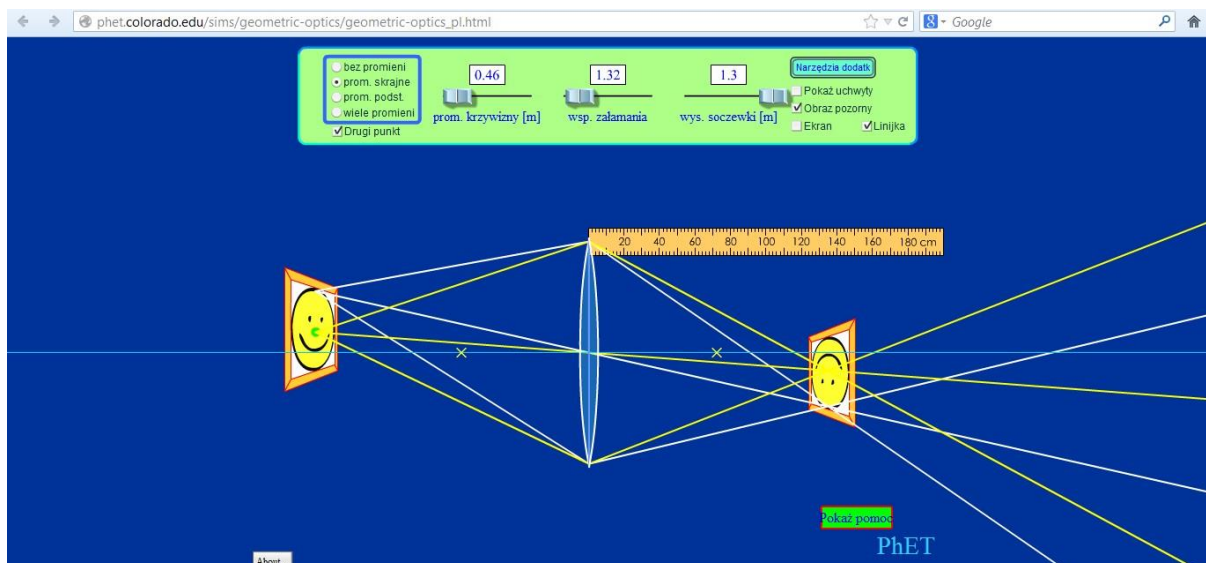 phet.colorado.edu/sims/geometric-optics/geometric-optics_pl.html
Google
bez promieni
prom. skrajne
prom. podst.
wiele promieni
Drugi punkt
0.46
prom. krzywizny [m]
1.32
wsp. załamania
1.3
wys. soczewki [m]
Narzędzia dodatk
Pokaż uchwyty
Obraz pozorny
Ekran
Linijka
20 40 60 80 100 120 140 160 180 cm
Pokaż pomoc
PhET
About